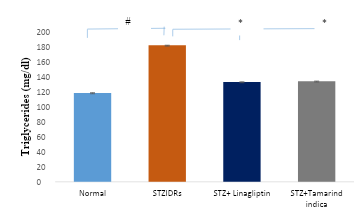 # * *
200
180
160
140
120
100
80
60
40
20
0
Triglycerides (mg/dl)
Normal STZIDRs STZ+ Linagliptin STZ+Tamarind
indica